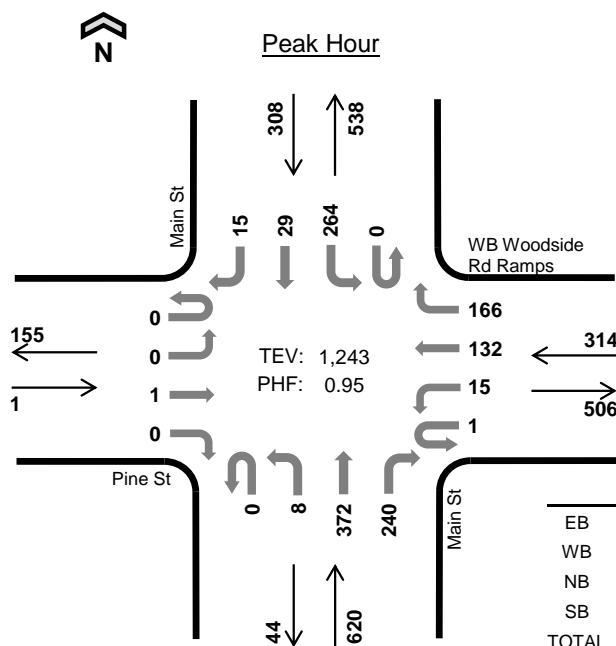 Peak Hour
N
308
538
Main St
15
29
264
0
WB Woodside
Rd Ramps
0
166
155
0
TEV: 1,243
132
314
1
1
PHF: 0.95
15
506
0
1
Pine St
0
8
372
240
Main St
44
620
EB
WB
NB
SB
TOTAL